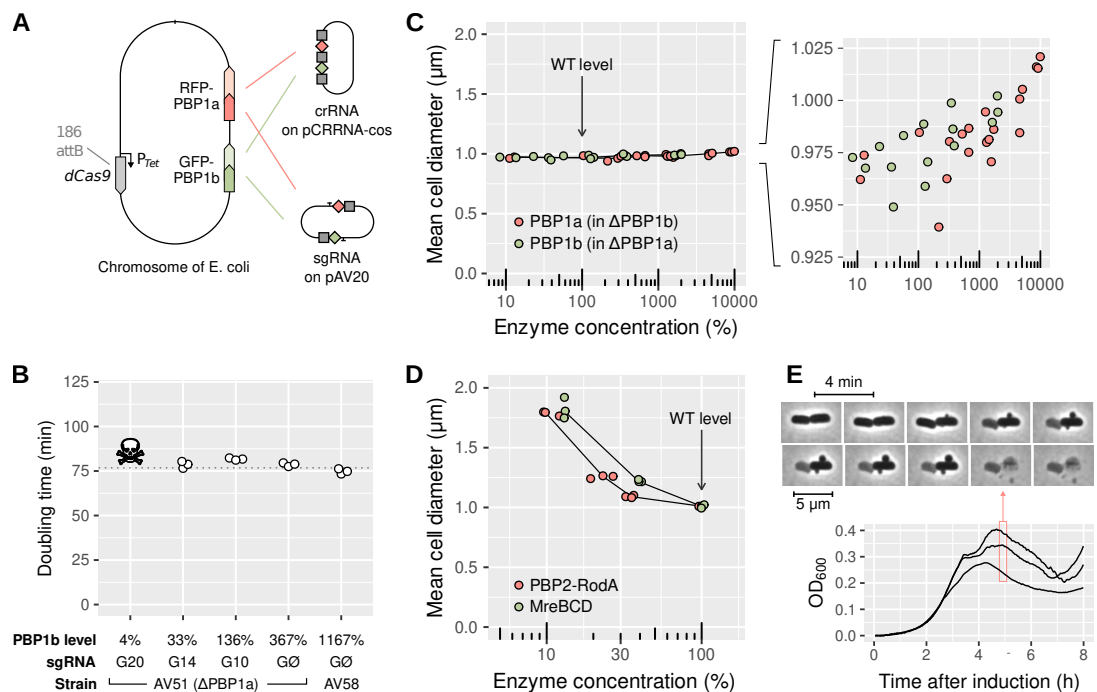 A
RFP-
PBP1a
186
attB
P Tet
dCas9
GFP-
PBP1b
Chromosome of E. coli
crRNA
on pCRRNA-cos
sgRNA
on pAV20
C
Mean cell diameter (µm)
2.0
1.5
1.0
0.5
0.0
WT level
PBP1a (in ΔPBP1b)
PBP1b (in ΔPBP1a)
10 100 1000 10000
Enzyme concentration (%)
1.025
1.000
0.975
0.950
0.925
10 100 1000 10000
B
Doubling time (min)
125
100
75
50
25
0
PBP1b level 4% 33% 136% 367% 1167%
sgRNA G20 G14 G10 GØ GØ
Strain AV51 (ΔPBP1a) AV58
D
Mean cell diameter (µm)
2.0
1.5
1.0
0.5
0.0
WT level
PBP2-RodA
MreBCD
10 30 100
Enzyme concentration (%)
E
4 min
5 µm
OD600
0.4
0.3
0.2
0.1
0.0
0 2 4 6 8
Time after induction (h)